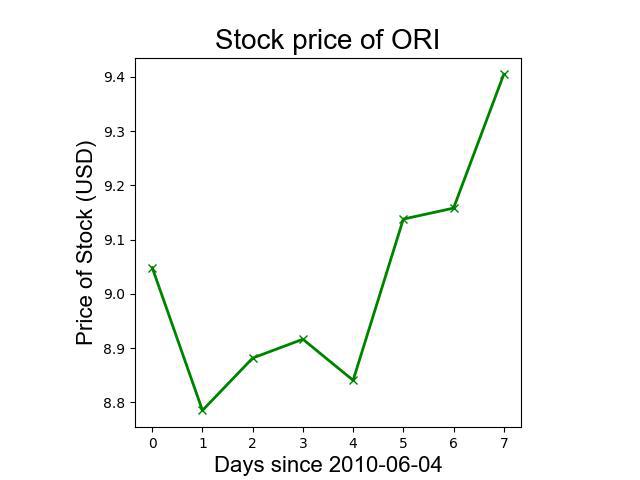 Stock price of ORI
Price of Stock (USD)
9.4
9.3
9.2
9.1
9.0
8.9
8.8
0 1 2 3 4 5 6 7
Days since 2010-06-04